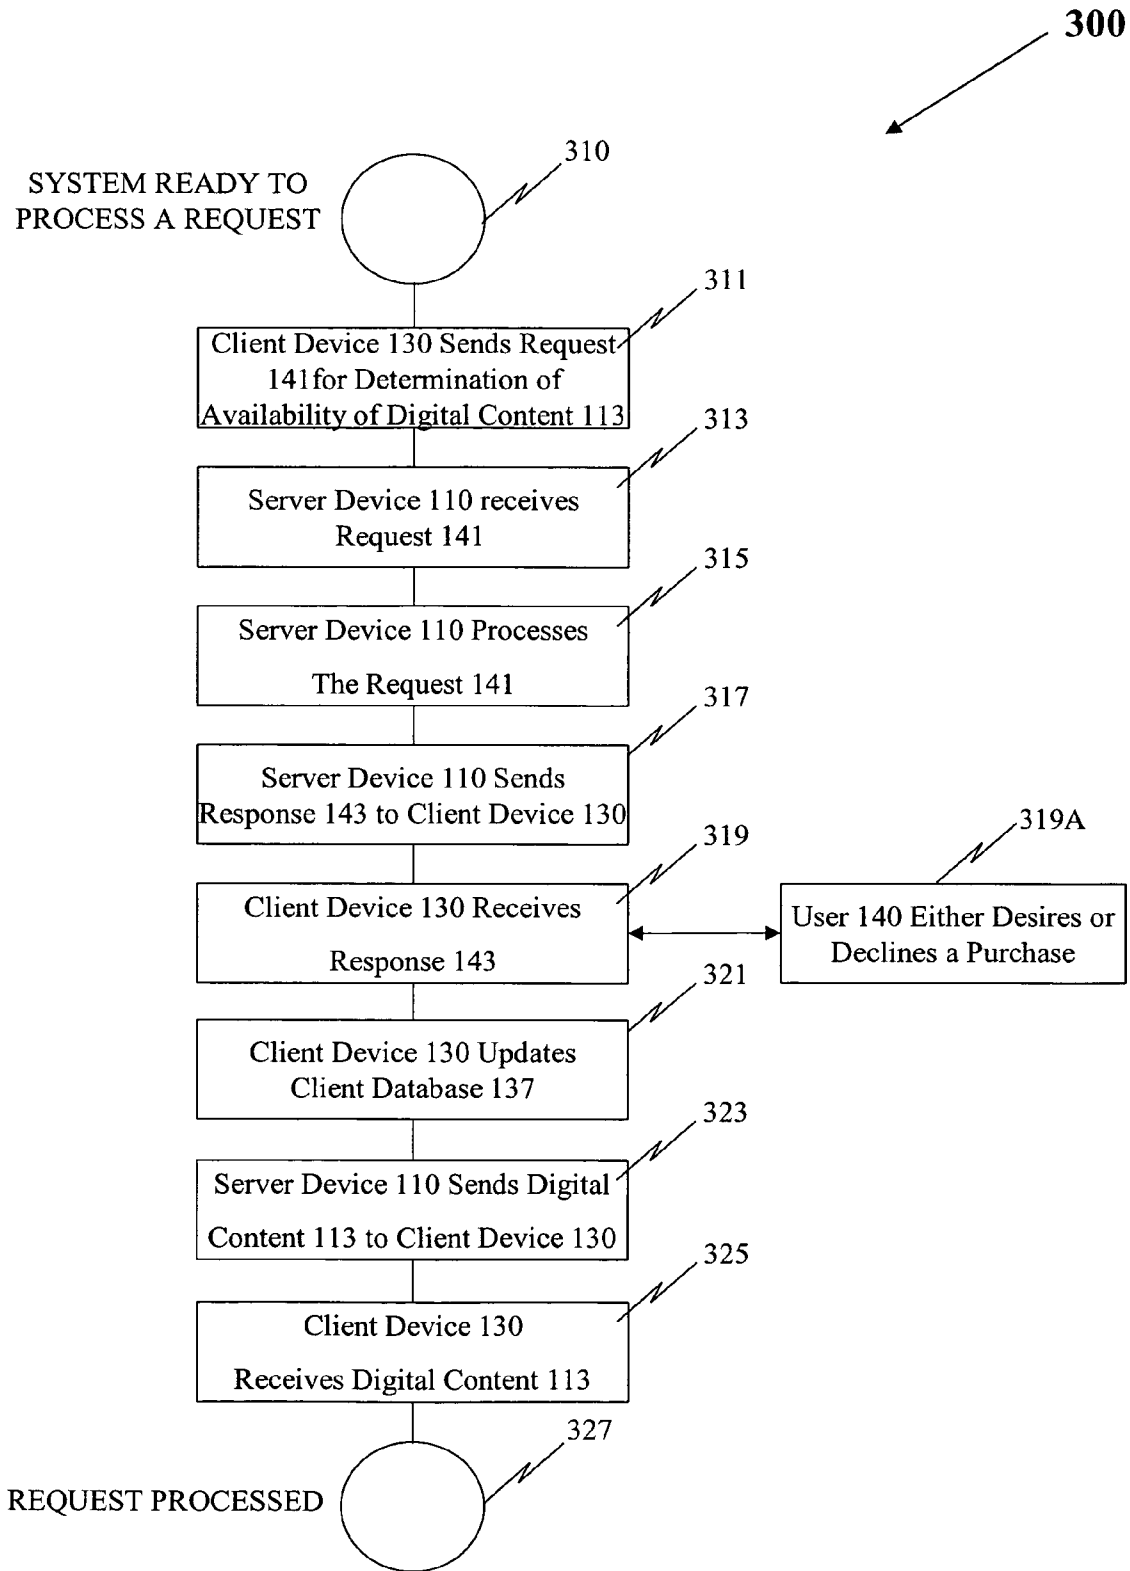 300
310
SYSTEM READY TO
PROCESS A REQUEST
311
Client Device 130 Sends Request
141for Determination of
Availability of Digital Content 113
313
Server Device 110 receives
Request 141
315
Server Device 110 Processes
The Request 141
317
Server Device 110 Sends
Response 143 to Client Device 130
319
319A
Client Device 130 Receives
Response 143
User 140 Either Desires or
Declines a Purchase
321
Client Device 130 Updates
Client Database 137
323
Server Device 110 Sends Digital
Content 113 to Client Device 130
325
Client Device 130
Receives Digital Content 113
327
REQUEST PROCESSED